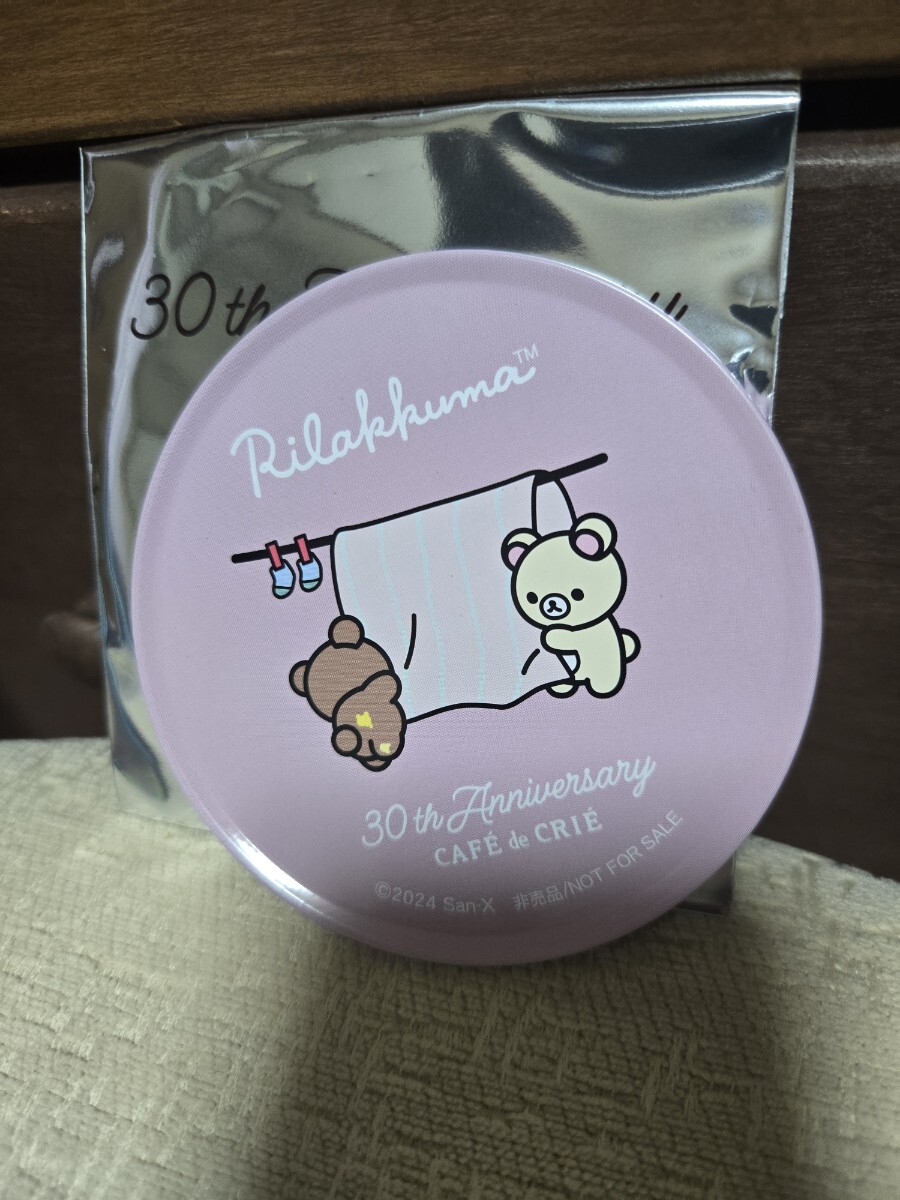 30 th
Rilakkuma™
30 th Anniversary
CAFÉ de CRIÉ
©2024 San-X 非売品/NOT FOR SALE